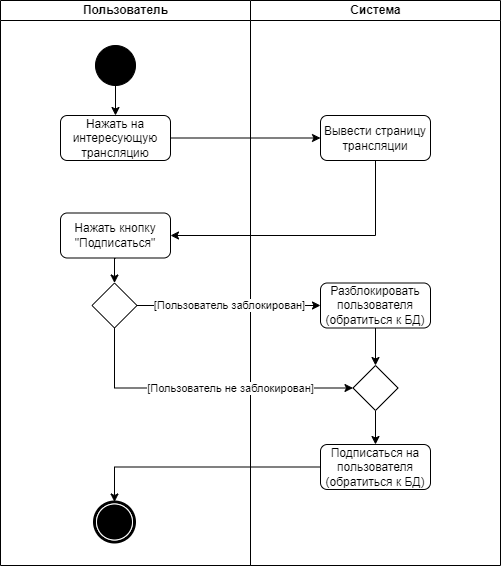 Пользователь
Система
Нажать на
интересующую
трансляцию
Вывести страницу
трансляции
Нажать кнопку
"Подписаться"
[Пользователь заблокирован]
Разблокировать
пользователя
(обратиться к БД)
[Пользователь не заблокирован]
Подписаться на
пользователя
(обратиться к БД)